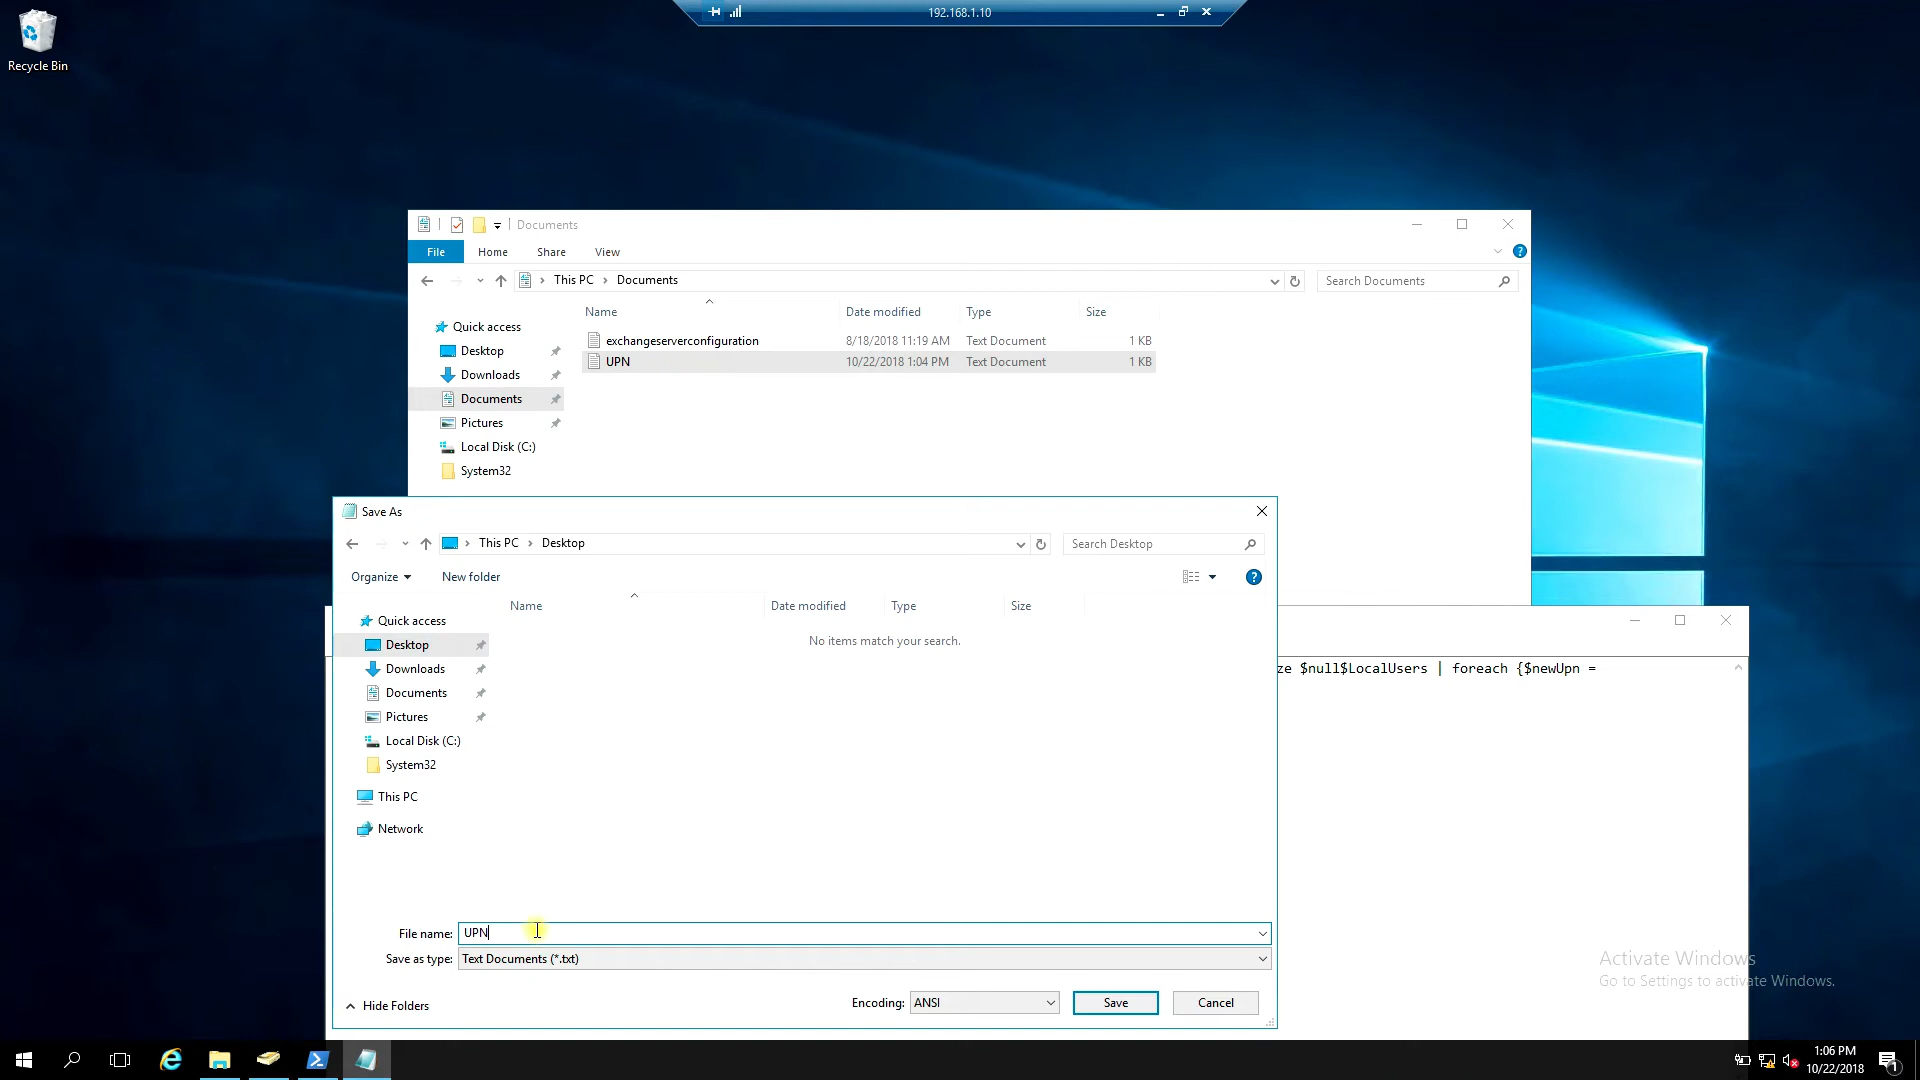 192.168.1.10
Recycle Bin
Documents
File Home Share View
This PC Documents
Search Documents
Name Date modified Type Size
Quick access
Desktop
Downloads
Documents
Pictures
Local Disk (C:)
System32
exchangeserverconfiguration 8/18/2018 11:19 AM Text Document 1 KB
UPN 10/22/2018 1:04 PM Text Document 1 KB
Save As
This PC Desktop
Search Desktop
Organize New folder
Name Date modified Type Size
No items match your search.
Quick access
Desktop
Downloads
Documents
Pictures
Local Disk (C:)
System32
This PC
Network
ze $null$LocalUsers | foreach {$newUpn =
File name: UPN
Save as type: Text Documents (*.txt)
Hide Folders
Encoding: ANSI
Save
Cancel
Activate Windows
Go to Settings to activate Windows.
1:06 PM
10/22/2018
1